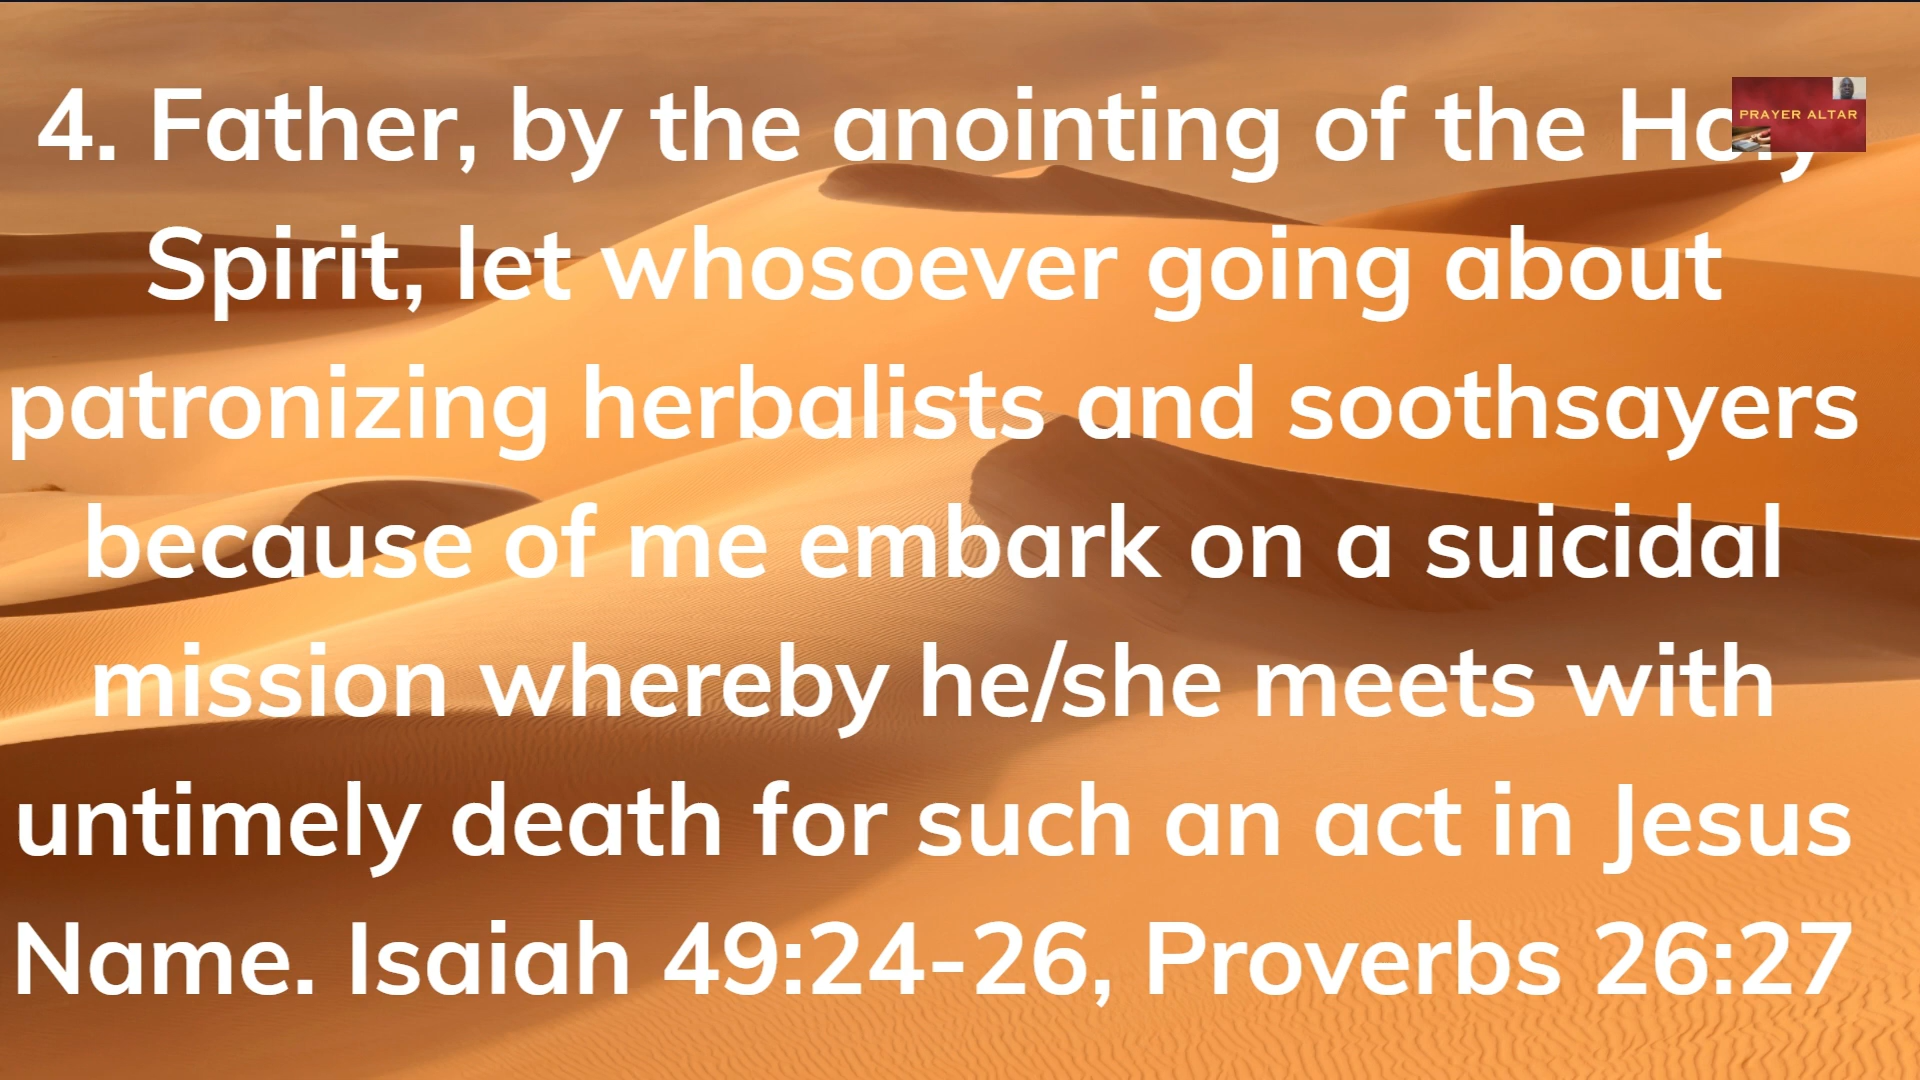 4. Father, by the anointing of the Holy
PRAYER ALTAR
Spirit, let whosoever going about
patronizing herbalists and soothsayers
because of me embark on a suicidal
mission whereby he/she meets with
untimely death for such an act in Jesus
Name. Isaiah 49:24-26, Proverbs 26:27